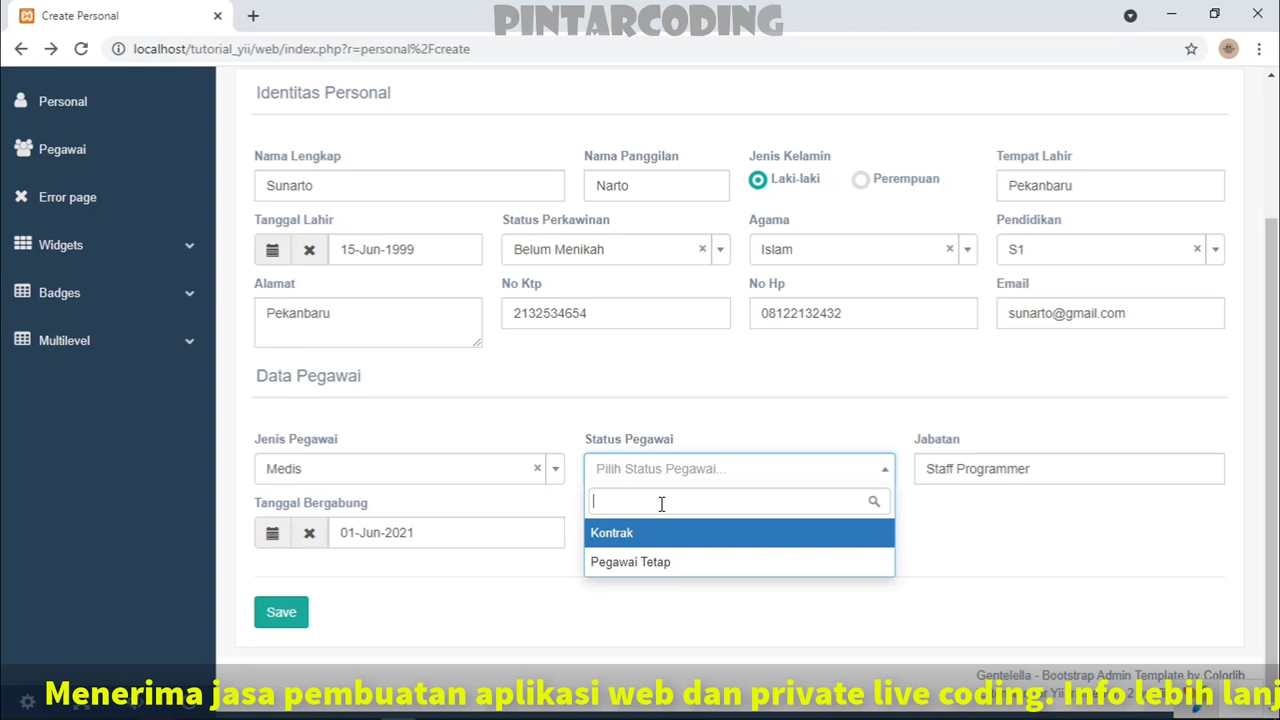 Create Personal
PINTARCODING
localhost/tutorial_yii/web/index.php?r=personal%2Fcreate
Personal
Pegawai
Error page
Widgets
Badges
Multilevel
Identitas Personal
Nama Lengkap
Nama Panggilan
Jenis Kelamin
Tempat Lahir
Sunarto
Narto
Laki-laki
Perempuan
Pekanbaru
Tanggal Lahir
Status Perkawinan
Agama
Pendidikan
15-Jun-1999
Belum Menikah
Islam
S1
Alamat
No Ktp
No Hp
Email
Pekanbaru
2132534654
08122132432
sunarto@gmail.com
Data Pegawai
Jenis Pegawai
Status Pegawai
Jabatan
Medis
Pilih Status Pegawai...
Staff Programmer
Tanggal Bergabung
01-Jun-2021
Kontrak
Pegawai Tetap
Save
Gentelella - Bootstrap Admin Template by Colorlib
Menerima jasa pembuatan aplikasi web dan private live coding. Info lebih lanj